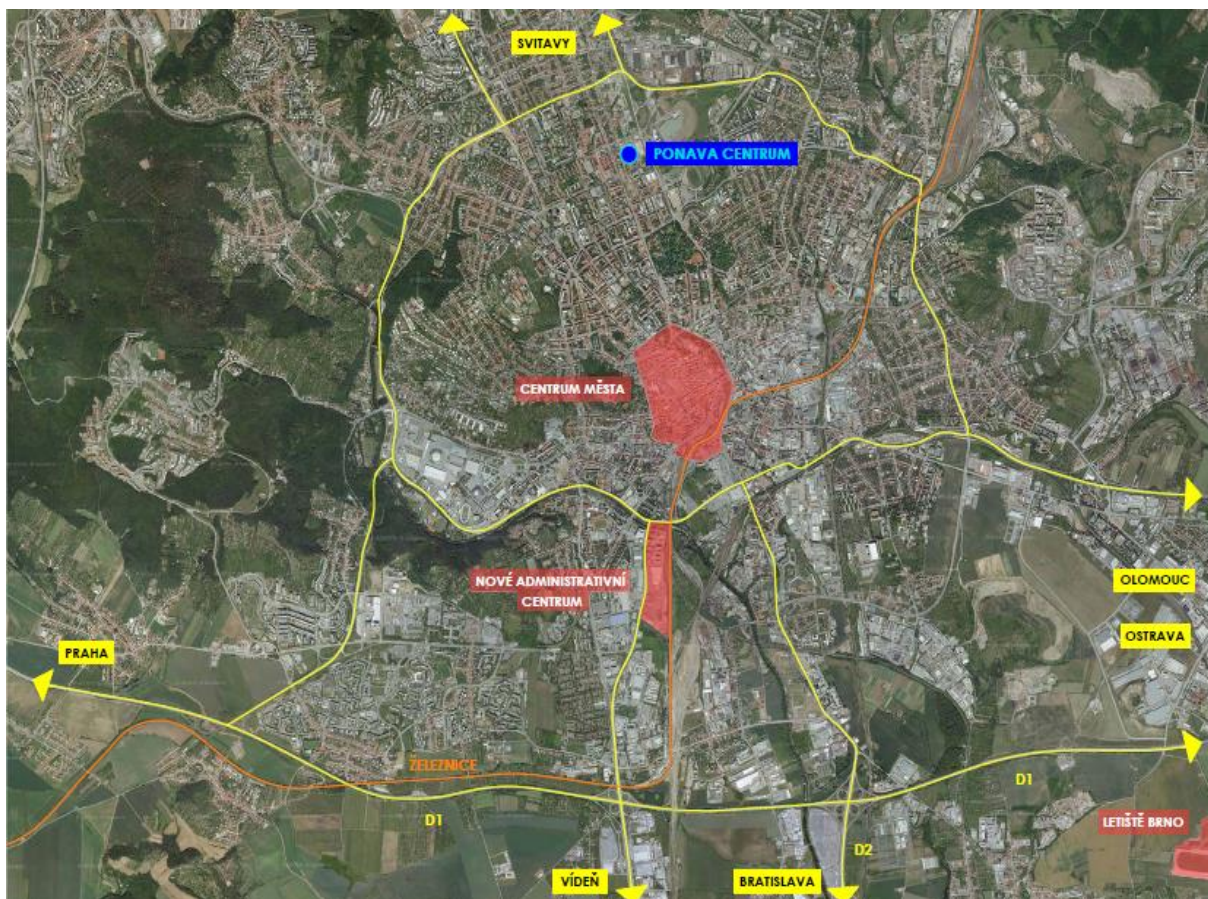 SVITAVY
PONAVA CENTRUM
CENTRUM MĚSTA
NOVÉ ADMINISTRATIVNÍ
CENTRUM
OLOMOUC
OSTRAVA
PRAHA
ŽELEZNICE
D1
D1
LETIŠTĚ BRNO
D2
VÍDEŇ
BRATISLAVA